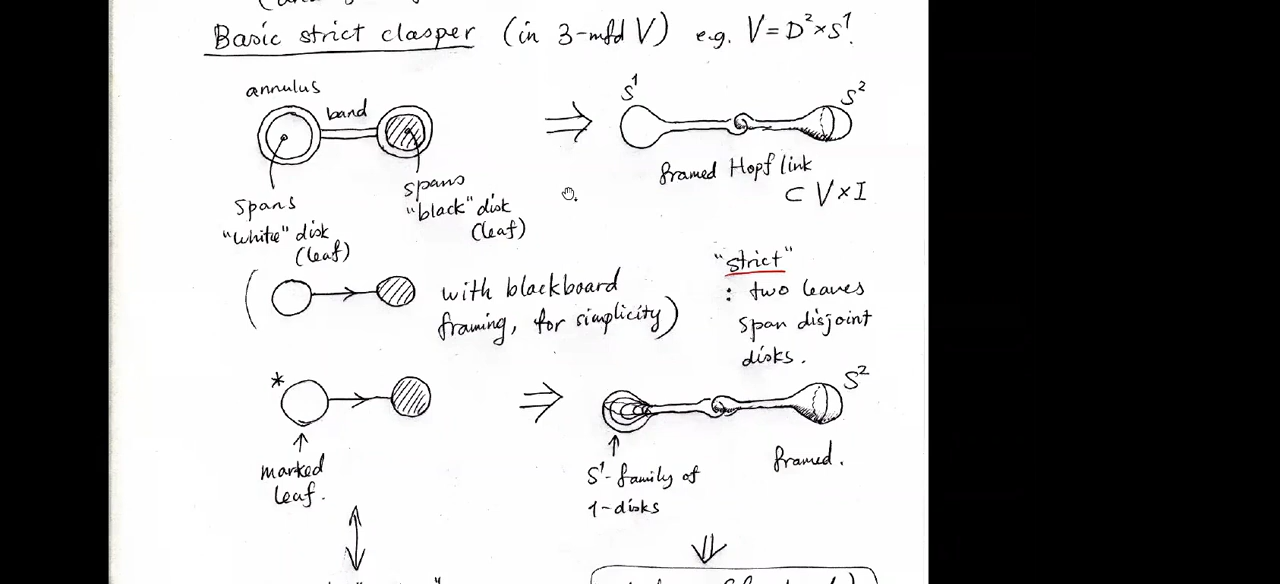 Basic strict clasper (in 3-mfd V) e.g. V = D²×S¹.
annulus
band
Spans
"white" disk
(leaf)
spans
"black" disk
(leaf)
⇒
S¹
S²
framed Hopf link
⊂ V×I
( with blackboard
framing, for simplicity)
"strict"
: two leaves
span disjoint
disks.
*
marked
leaf.
⇒
S²
S¹-family of
1-disks
framed.